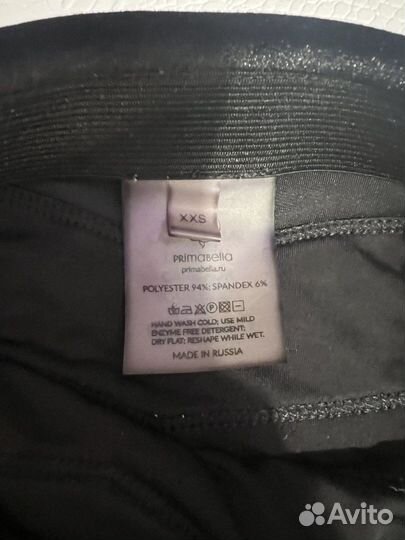 XXS
PRIMABELLA
primabella.ru
POLYESTER 94%; SPANDEX 6%
HAND WASH COLD; USE MILD
ENZYME FREE DETERGENT;
DRY FLAT; RESHAPE WHILE WET.
MADE IN RUSSIA
Avito